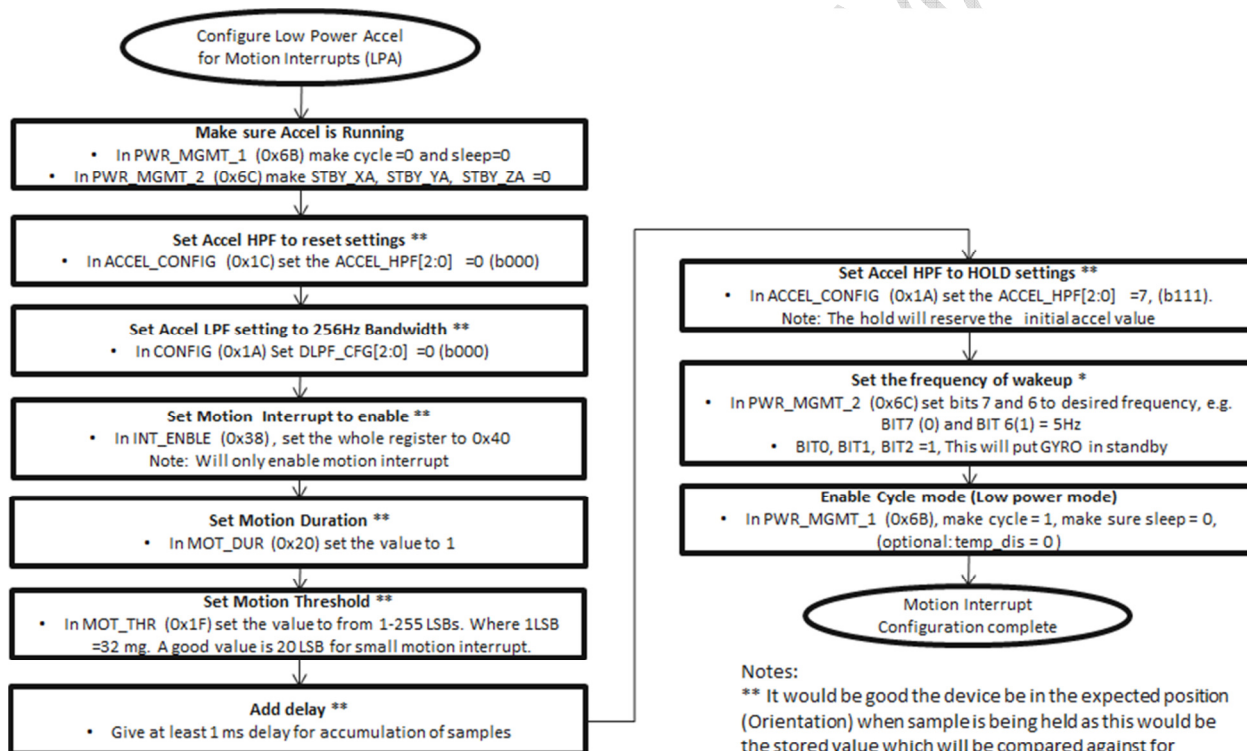 Configure Low Power Accel
for Motion Interrupts (LPA)
Make sure Accel is Running
• In PWR_MGMT_1 (0x6B) make cycle =0 and sleep=0
• In PWR_MGMT_2 (0x6C) make STBY_XA, STBY_YA, STBY_ZA =0
Set Accel HPF to reset settings **
• In ACCEL_CONFIG (0x1C) set the ACCEL_HPF[2:0] =0 (b000)
Set Accel LPF setting to 256Hz Bandwidth **
• In CONFIG (0x1A) Set DLPF_CFG[2:0] =0 (b000)
Set Motion Interrupt to enable **
• In INT_ENBLE (0x38) , set the whole register to 0x40
Note: Will only enable motion interrupt
Set Motion Duration **
• In MOT_DUR (0x20) set the value to 1
Set Motion Threshold **
• In MOT_THR (0x1F) set the value to from 1-255 LSBs. Where 1LSB
=32 mg. A good value is 20 LSB for small motion interrupt.
Add delay **
• Give at least 1 ms delay for accumulation of samples
Set Accel HPF to HOLD settings **
• In ACCEL_CONFIG (0x1A) set the ACCEL_HPF[2:0] =7, (b111).
Note: The hold will reserve the initial accel value
Set the frequency of wakeup *
• In PWR_MGMT_2 (0x6C) set bits 7 and 6 to desired frequency, e.g.
BIT7 (0) and BIT 6(1) = 5Hz
• BIT0, BIT1, BIT2 =1, This will put GYRO in standby
Enable Cycle mode (Low power mode)
• In PWR_MGMT_1 (0x6B), make cycle = 1, make sure sleep = 0,
(optional: temp_dis = 0 )
Motion Interrupt
Configuration complete
Notes:
** It would be good the device be in the expected position
(Orientation) when sample is being held as this would be
the stored value which will be compared against for